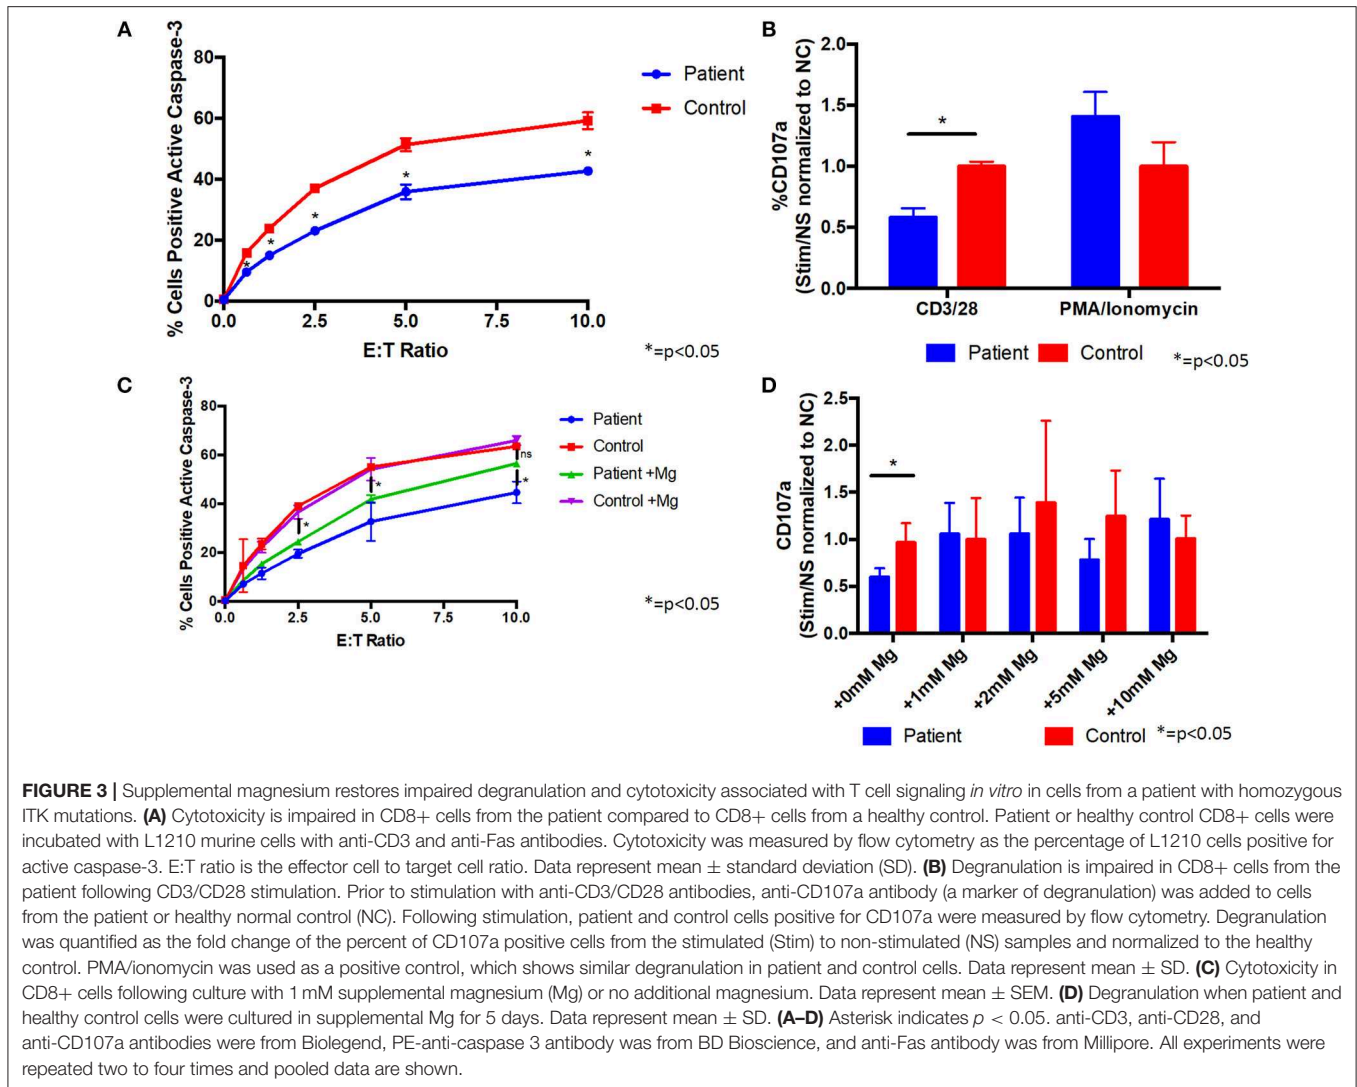 A
% Cells Positive Active Caspase-3
80
60
40
20
0
0.0 2.5 5.0 7.5 10.0
E:T Ratio
Patient
Control
*
*
*
*
*
*=p<0.05
B
%CD107a
(Stim/NS normalized to NC)
2.0
1.5
1.0
0.5
0.0
*
CD3/28 PMA/Ionomycin
Patient Control
*=p<0.05
C
% Cells Positive Active Caspase-3
80
60
40
20
0
0.0 2.5 5.0 7.5 10.0
E:T Ratio
*
*
ns
*
Patient
Control
Patient +Mg
Control +Mg
*=p<0.05
D
CD107a
(Stim/NS normalized to NC)
2.5
2.0
1.5
1.0
0.5
0.0
*
+0mM Mg
+1mM Mg
+2mM Mg
+5mM Mg
+10mM Mg
Patient Control *=p<0.05
FIGURE 3 | Supplemental magnesium restores impaired degranulation and cytotoxicity associated with T cell signaling in vitro in cells from a patient with homozygous
ITK mutations. (A) Cytotoxicity is impaired in CD8+ cells from the patient compared to CD8+ cells from a healthy control. Patient or healthy control CD8+ cells were
incubated with L1210 murine cells with anti-CD3 and anti-Fas antibodies. Cytotoxicity was measured by flow cytometry as the percentage of L1210 cells positive for
active caspase-3. E:T ratio is the effector cell to target cell ratio. Data represent mean ± standard deviation (SD). (B) Degranulation is impaired in CD8+ cells from the
patient following CD3/CD28 stimulation. Prior to stimulation with anti-CD3/CD28 antibodies, anti-CD107a antibody (a marker of degranulation) was added to cells
from the patient or healthy normal control (NC). Following stimulation, patient and control cells positive for CD107a were measured by flow cytometry. Degranulation
was quantified as the fold change of the percent of CD107a positive cells from the stimulated (Stim) to non-stimulated (NS) samples and normalized to the healthy
control. PMA/ionomycin was used as a positive control, which shows similar degranulation in patient and control cells. Data represent mean ± SD. (C) Cytotoxicity in
CD8+ cells following culture with 1 mM supplemental magnesium (Mg) or no additional magnesium. Data represent mean ± SEM. (D) Degranulation when patient and
healthy control cells were cultured in supplemental Mg for 5 days. Data represent mean ± SD. (A–D) Asterisk indicates p < 0.05. anti-CD3, anti-CD28, and
anti-CD107a antibodies were from Biolegend, PE-anti-caspase 3 antibody was from BD Bioscience, and anti-Fas antibody was from Millipore. All experiments were
repeated two to four times and pooled data are shown.